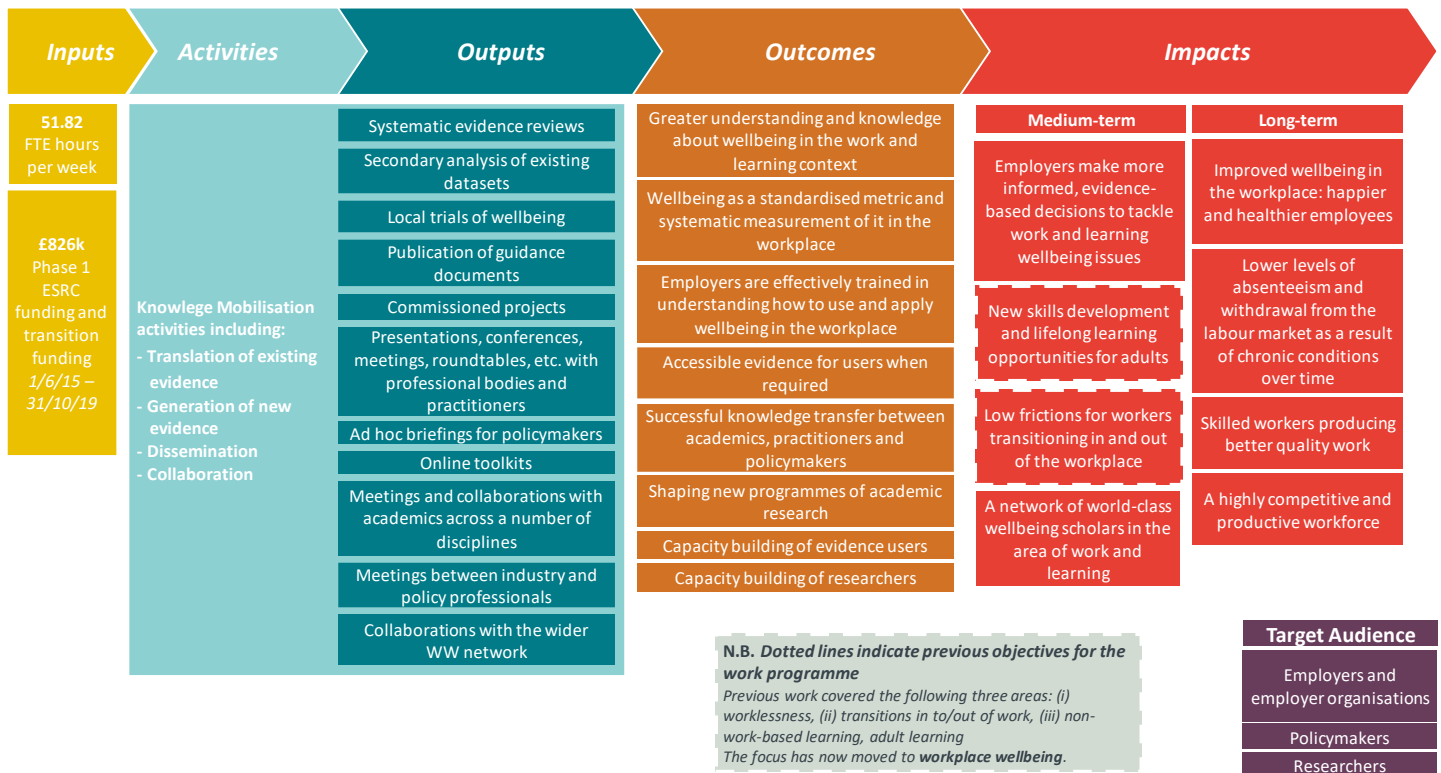 Inputs
Activities
Outputs
Outcomes
Impacts
51.82
FTE hours
per week
£826k
Phase 1
ESRC
funding and
transition
funding
1/6/15 –
31/10/19
Knowlege Mobilisation
activities including:
- Translation of existing
evidence
- Generation of new
evidence
- Dissemination
- Collaboration
Systematic evidence reviews
Secondary analysis of existing
datasets
Local trials of wellbeing
Publication of guidance
documents
Commissioned projects
Presentations, conferences,
meetings, roundtables, etc. with
professional bodies and
practitioners
Ad hoc briefings for policymakers
Online toolkits
Meetings and collaborations with
academics across a number of
disciplines
Meetings between industry and
policy professionals
Collaborations with the wider
WW network
Greater understanding and knowledge
about wellbeing in the work and
learning context
Wellbeing as a standardised metric and
systematic measurement of it in the
workplace
Employers are effectively trained in
understanding how to use and apply
wellbeing in the workplace
Accessible evidence for users when
required
Successful knowledge transfer between
academics, practitioners and
policymakers
Shaping new programmes of academic
research
Capacity building of evidence users
Capacity building of researchers
Medium-term
Employers make more
informed, evidence-
based decisions to tackle
work and learning
wellbeing issues
New skills development
and lifelong learning
opportunities for adults
Low frictions for workers
transitioning in and out
of the workplace
A network of world-class
wellbeing scholars in the
area of work and
learning
Long-term
Improved wellbeing in
the workplace: happier
and healthier employees
Lower levels of
absenteeism and
withdrawal from the
labour market as a result
of chronic conditions
over time
Skilled workers producing
better quality work
A highly competitive and
productive workforce
N.B. Dotted lines indicate previous objectives for the
work programme
Previous work covered the following three areas: (i)
worklessness, (ii) transitions in to/out of work, (iii) non-
work-based learning, adult learning
The focus has now moved to workplace wellbeing.
Target Audience
Employers and
employer organisations
Policymakers
Researchers